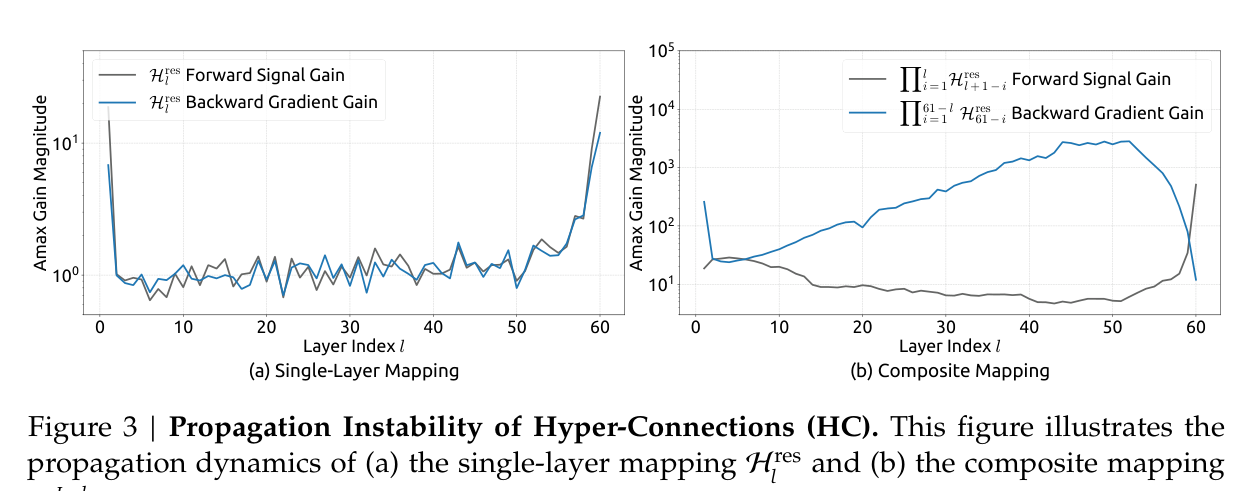 ℋ_l^res Forward Signal Gain
ℋ_l^res Backward Gradient Gain
Amax Gain Magnitude
10^1
10^0
0 10 20 30 40 50 60
Layer Index l
(a) Single-Layer Mapping
∏_{i=1}^{l} ℋ_{l+1-i}^res Forward Signal Gain
∏_{i=1}^{61-l} ℋ_{61-i}^res Backward Gradient Gain
Amax Gain Magnitude
10^5
10^4
10^3
10^2
10^1
0 10 20 30 40 50 60
Layer Index l
(b) Composite Mapping
Figure 3 | Propagation Instability of Hyper-Connections (HC). This figure illustrates the
propagation dynamics of (a) the single-layer mapping ℋ_l^res and (b) the composite mapping